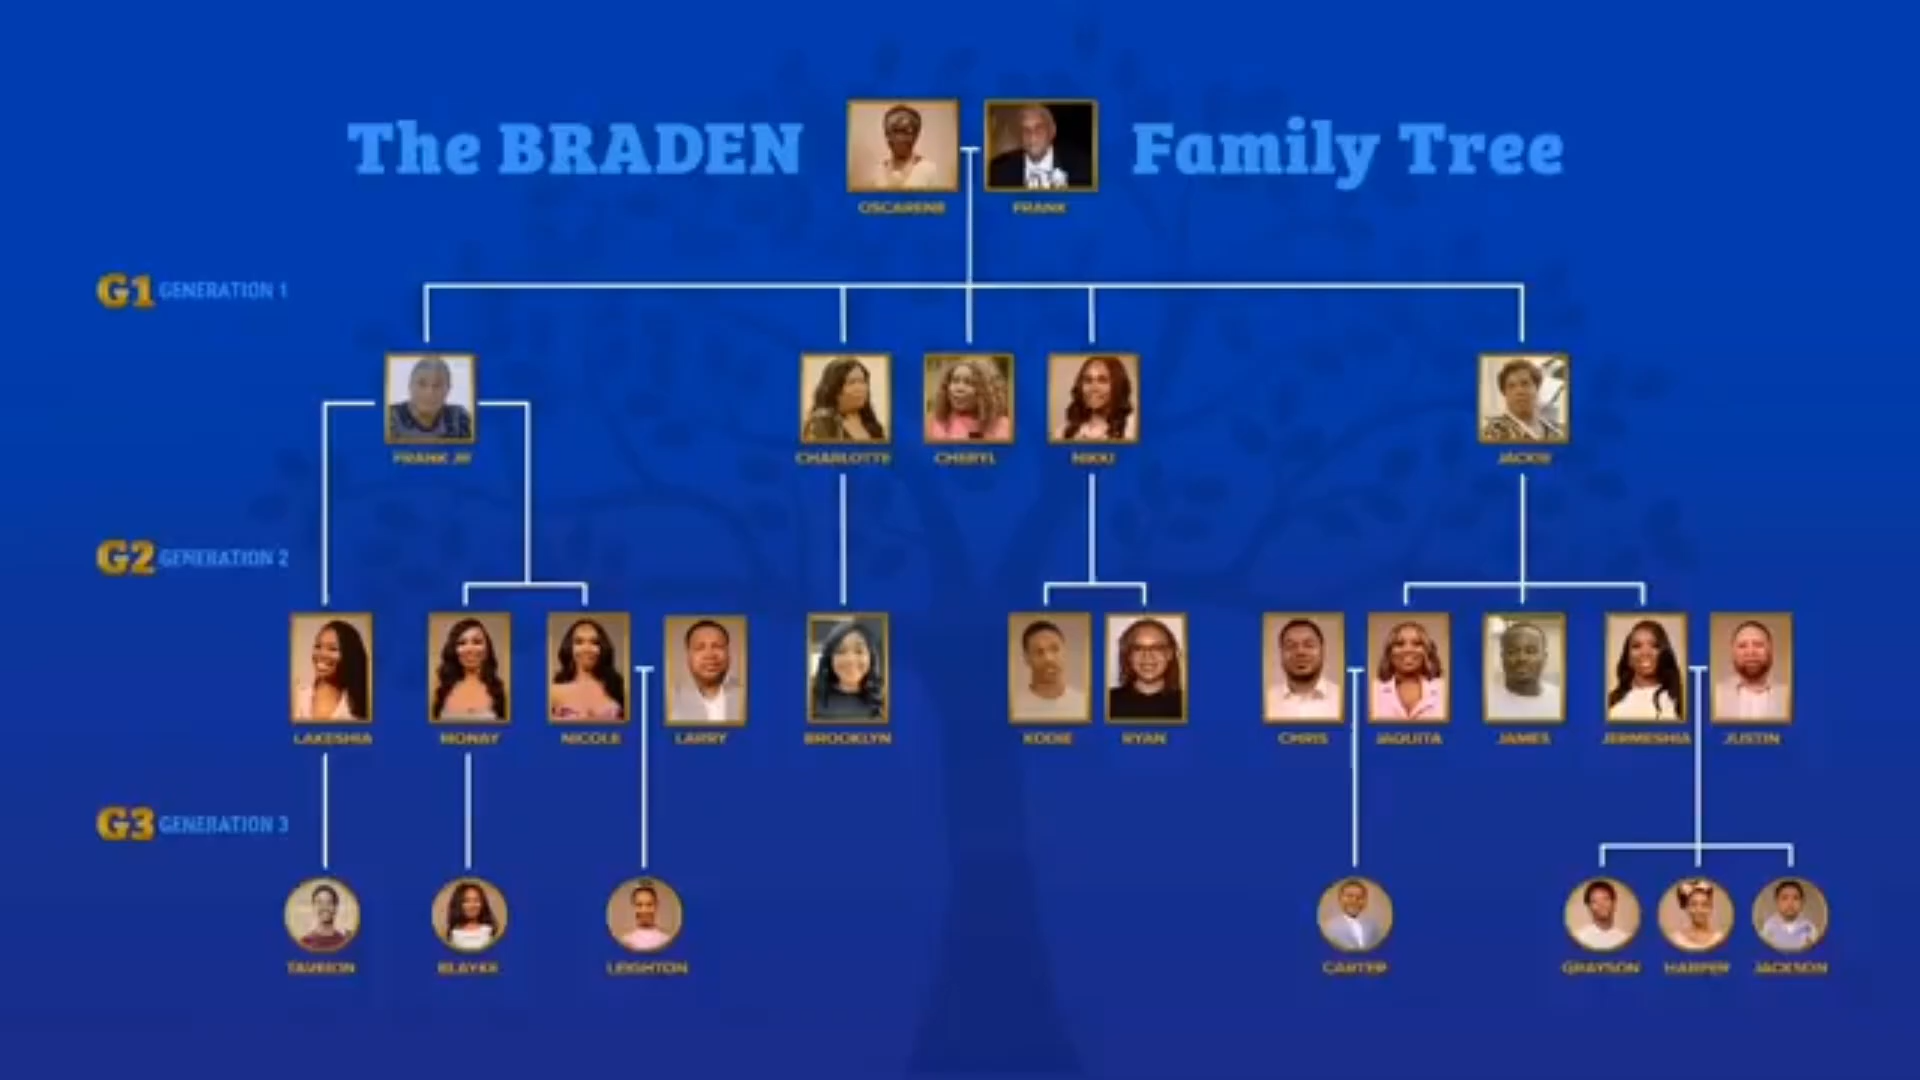 The BRADEN Family Tree
OSCARENE FRANK
G1 GENERATION 1
FRANK JR CHARLOTTE CHERYL NIKKI JACKIE
G2 GENERATION 2
LAKESHIA MONAY NICOLE LARRY BROOKLYN KODIE RYAN CHRIS JAQUITA JAMES JERMESHIA JUSTIN
G3 GENERATION 3
BLAYKE LEIGHTON CARTER GRAYSON HARPER JACKSON